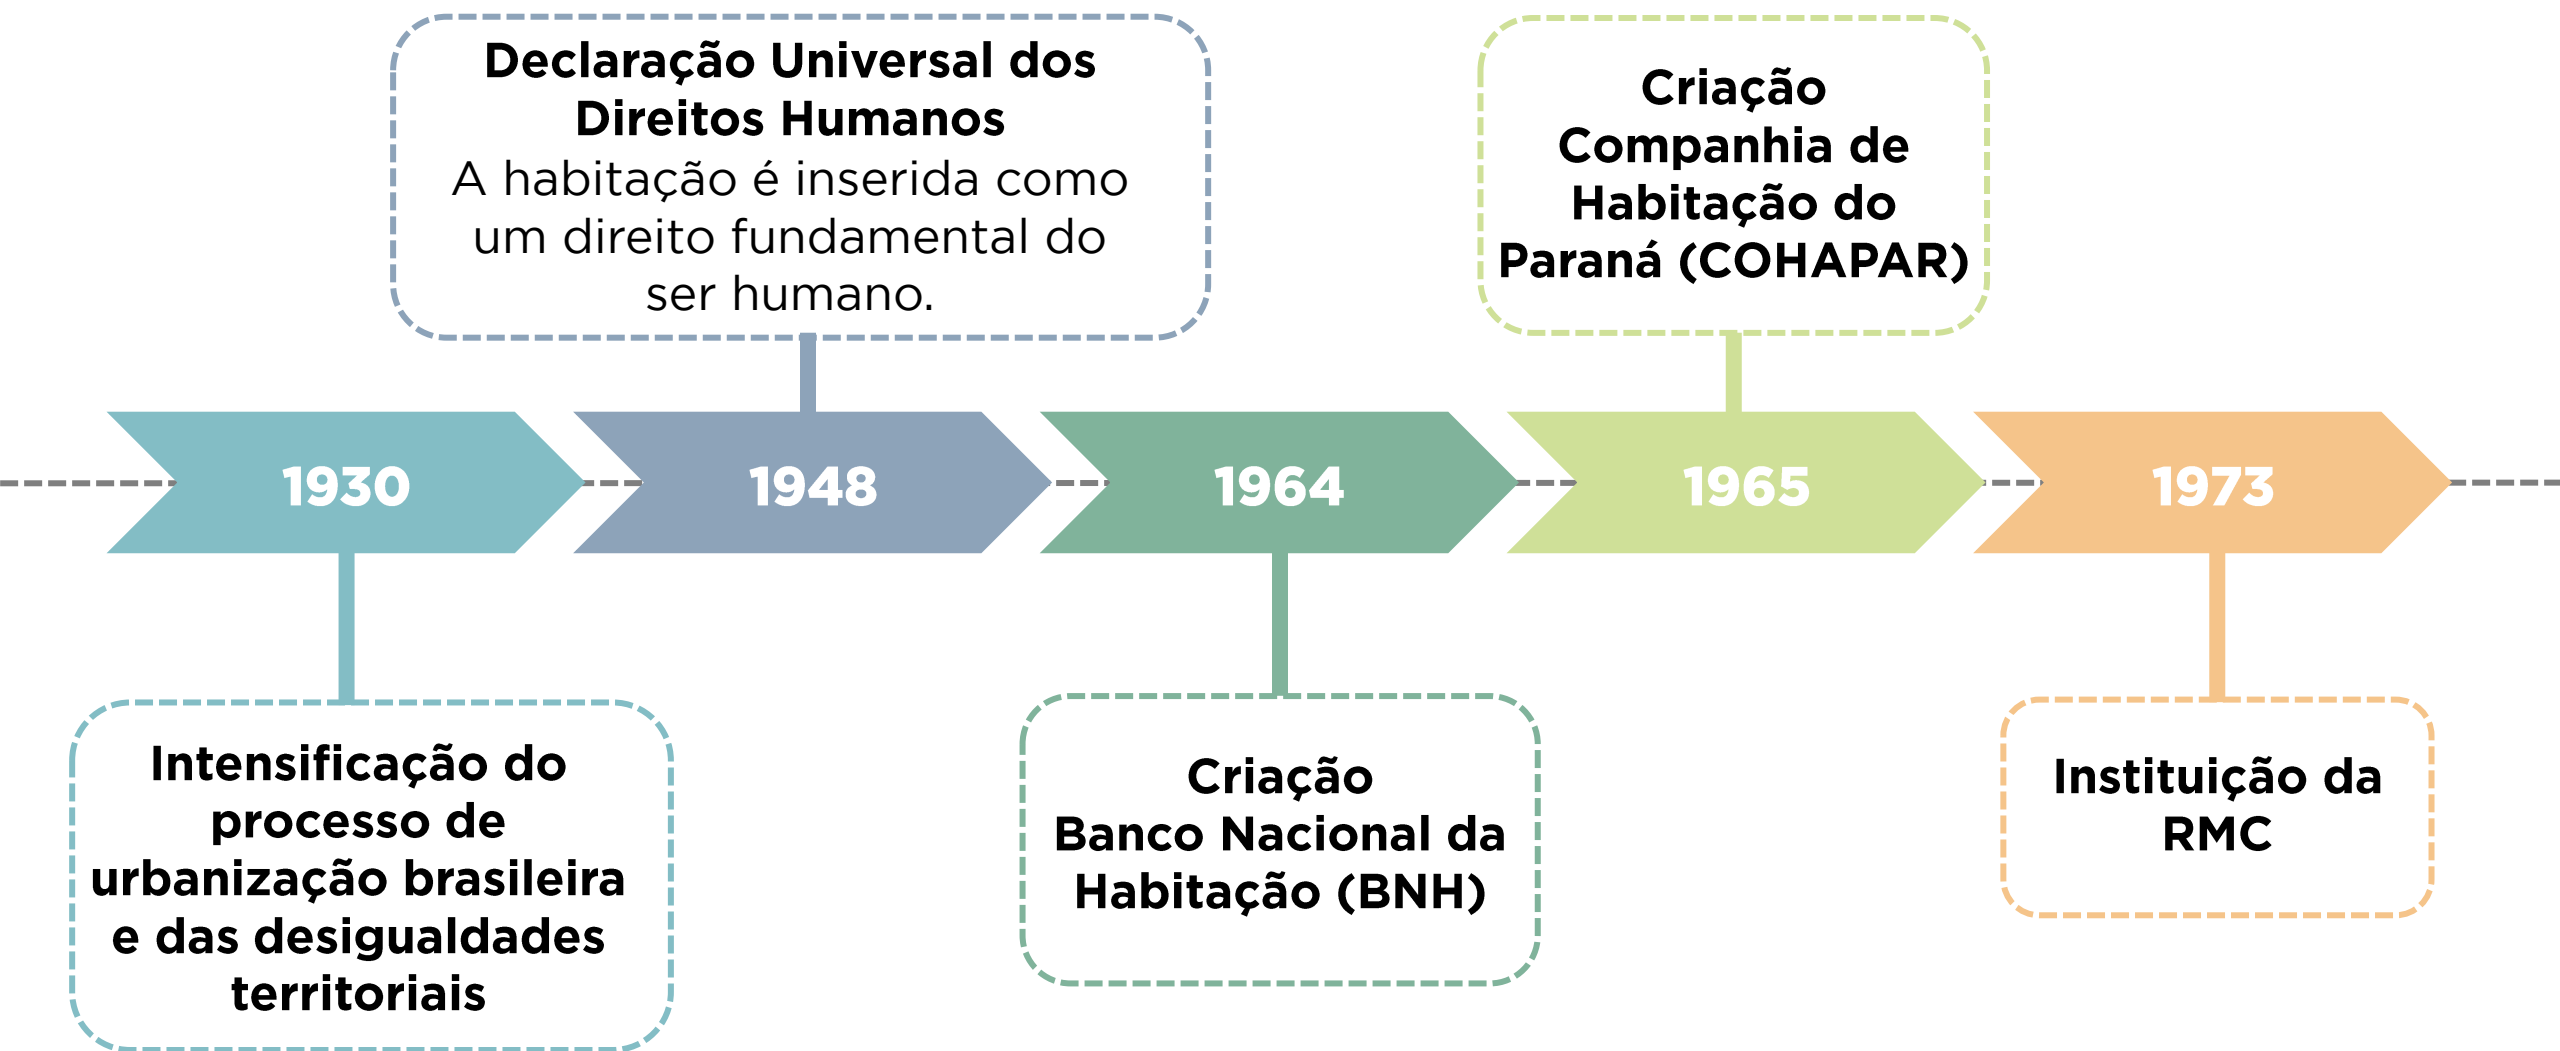 Declaração Universal dos
Direitos Humanos
A habitação é inserida como
um direito fundamental do
ser humano.
Criação
Companhia de
Habitação do
Paraná (COHAPAR)
1930
1948
1964
1965
1973
Intensificação do
processo de
urbanização brasileira
e das desigualdades
territoriais
Criação
Banco Nacional da
Habitação (BNH)
Instituição da
RMC